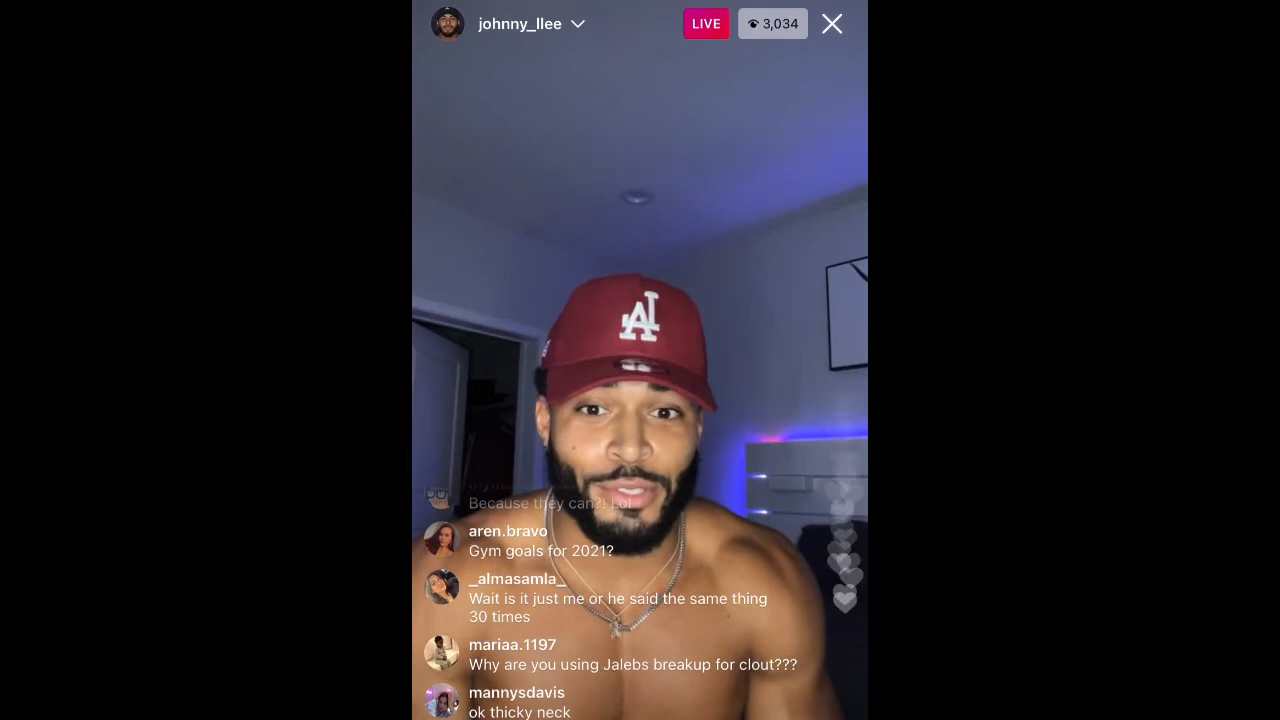 johnny_llee
LIVE
3,034
Because they can?! Lol
aren.bravo
Gym goals for 2021?
_almasamla_
Wait is it just me or he said the same thing
30 times
mariaa.1197
Why are you using Jalebs breakup for clout???
mannysdavis
ok thicky neck